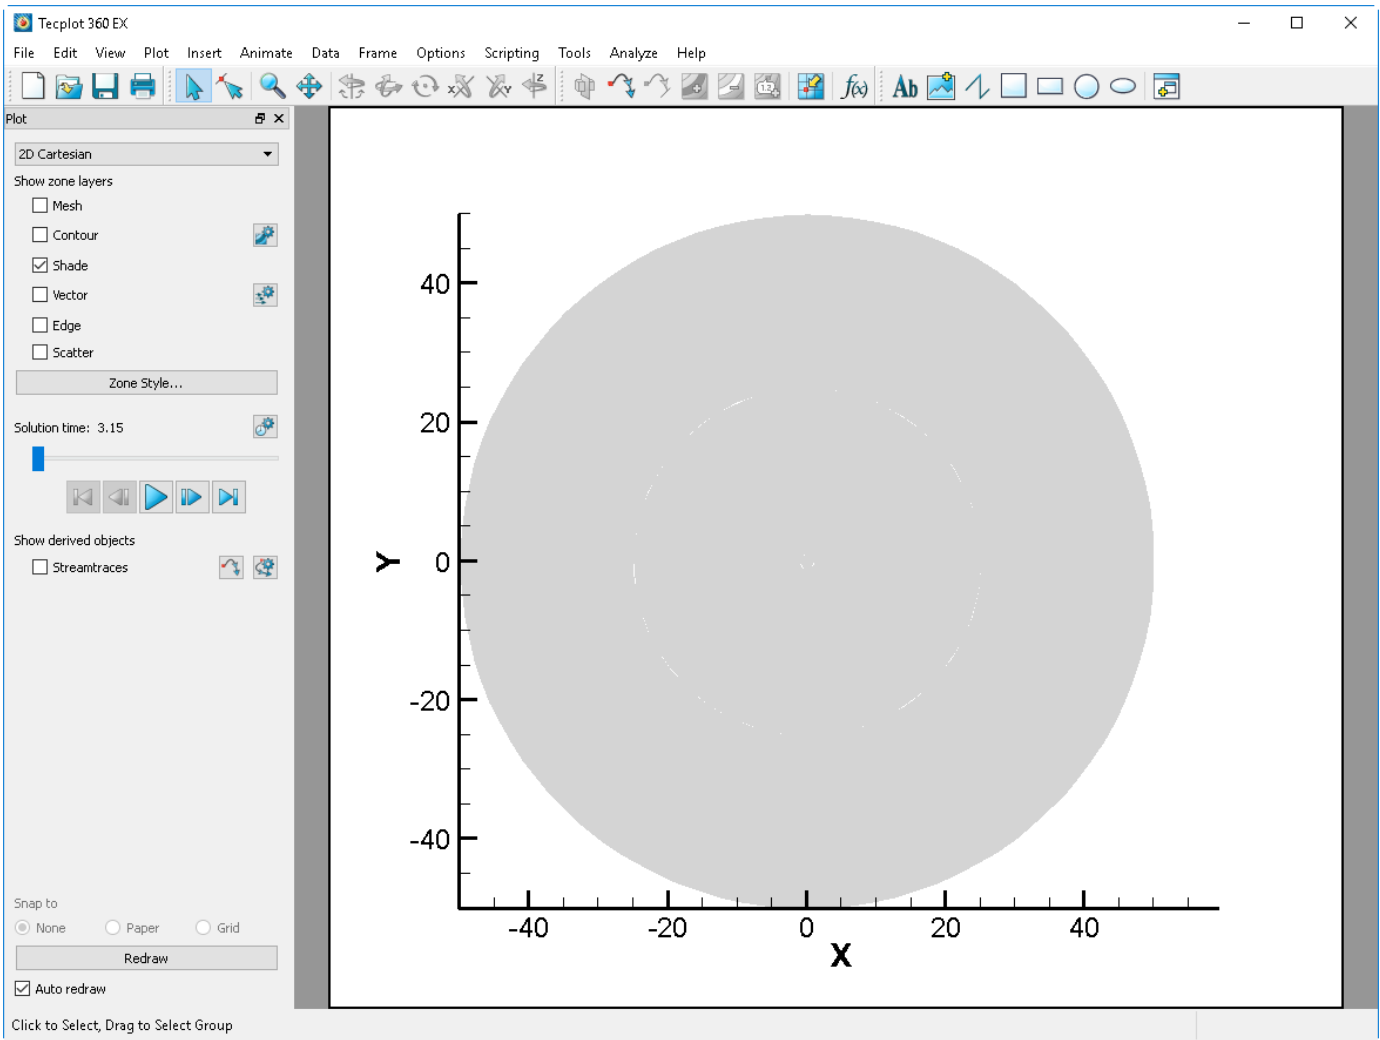 Tecplot 360 EX
File Edit View Plot Insert Animate Data Frame Options Scripting Tools Analyze Help
Plot
2D Cartesian
Show zone layers
Mesh
Contour
Shade
Vector
Edge
Scatter
Zone Style...
Solution time: 3.15
Show derived objects
Streamtraces
Snap to
None Paper Grid
Redraw
Auto redraw
Click to Select, Drag to Select Group
Z
X
XY
1.2
f(x)
Ab
40
20
0
-20
-40
Y
-40 -20 0 20 40
X